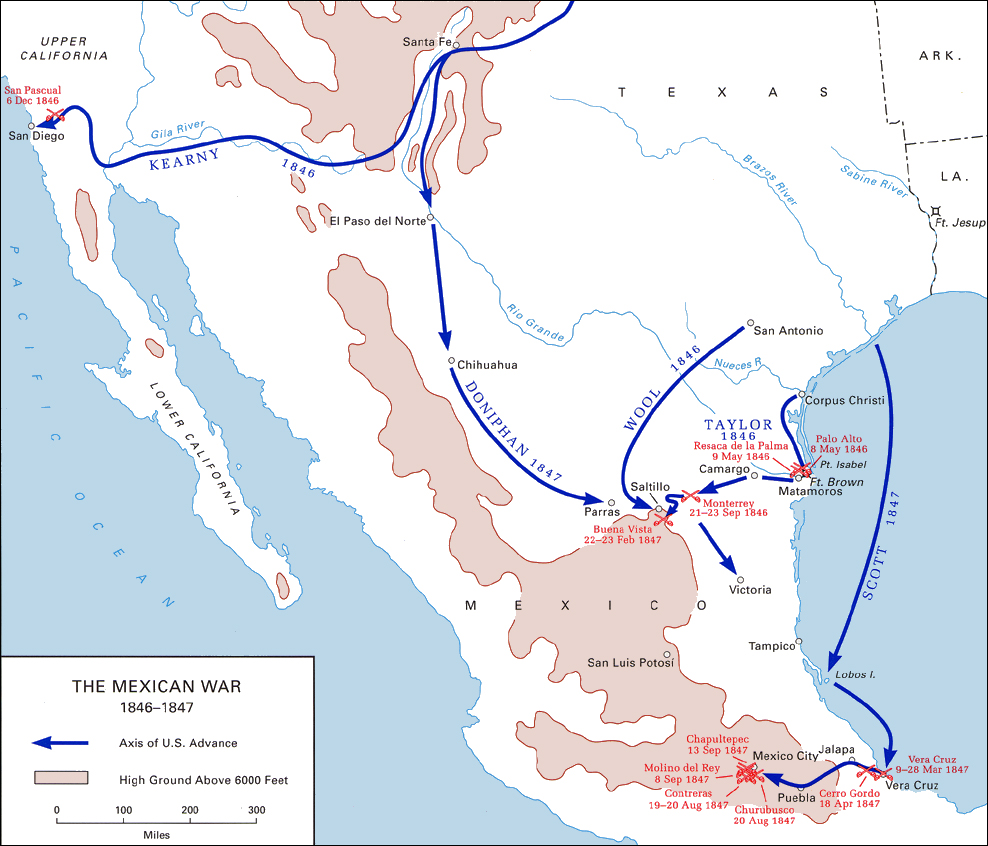 UPPER
CALIFORNIA
Santa Fe
ARK.
TEXAS
San Pascual
6 Dec 1846
San Diego
Gila River
KEARNY
1846
Brazos River
Sabine River
LA.
Ft. Jesup
El Paso del Norte
PACIFIC OCEAN
Rio Grande
San Antonio
Chihuahua
Nueces R.
WOOL 1846
LOWER CALIFORNIA
DONIPHAN 1847
Corpus Christi
TAYLOR
1846
Resaca de la Palma
9 May 1846
Palo Alto
8 May 1846
Pt. Isabel
Camargo
Ft. Brown
Matamoros
Saltillo
Parras
Monterrey
21–23 Sep 1846
Buena Vista
22–23 Feb 1847
SCOTT 1847
Victoria
MEXICO
Tampico
San Luis Potosí
Lobos I.
Chapultepec
13 Sep 1847
Mexico City
Jalapa
Vera Cruz
9–28 Mar 1847
Molino del Rey
8 Sep 1847
Vera Cruz
Contreras
19–20 Aug 1847
Puebla
Cerro Gordo
18 Apr 1847
Churubusco
20 Aug 1847
THE MEXICAN WAR
1846–1847
Axis of U.S. Advance
High Ground Above 6000 Feet
0 100 200 300
Miles